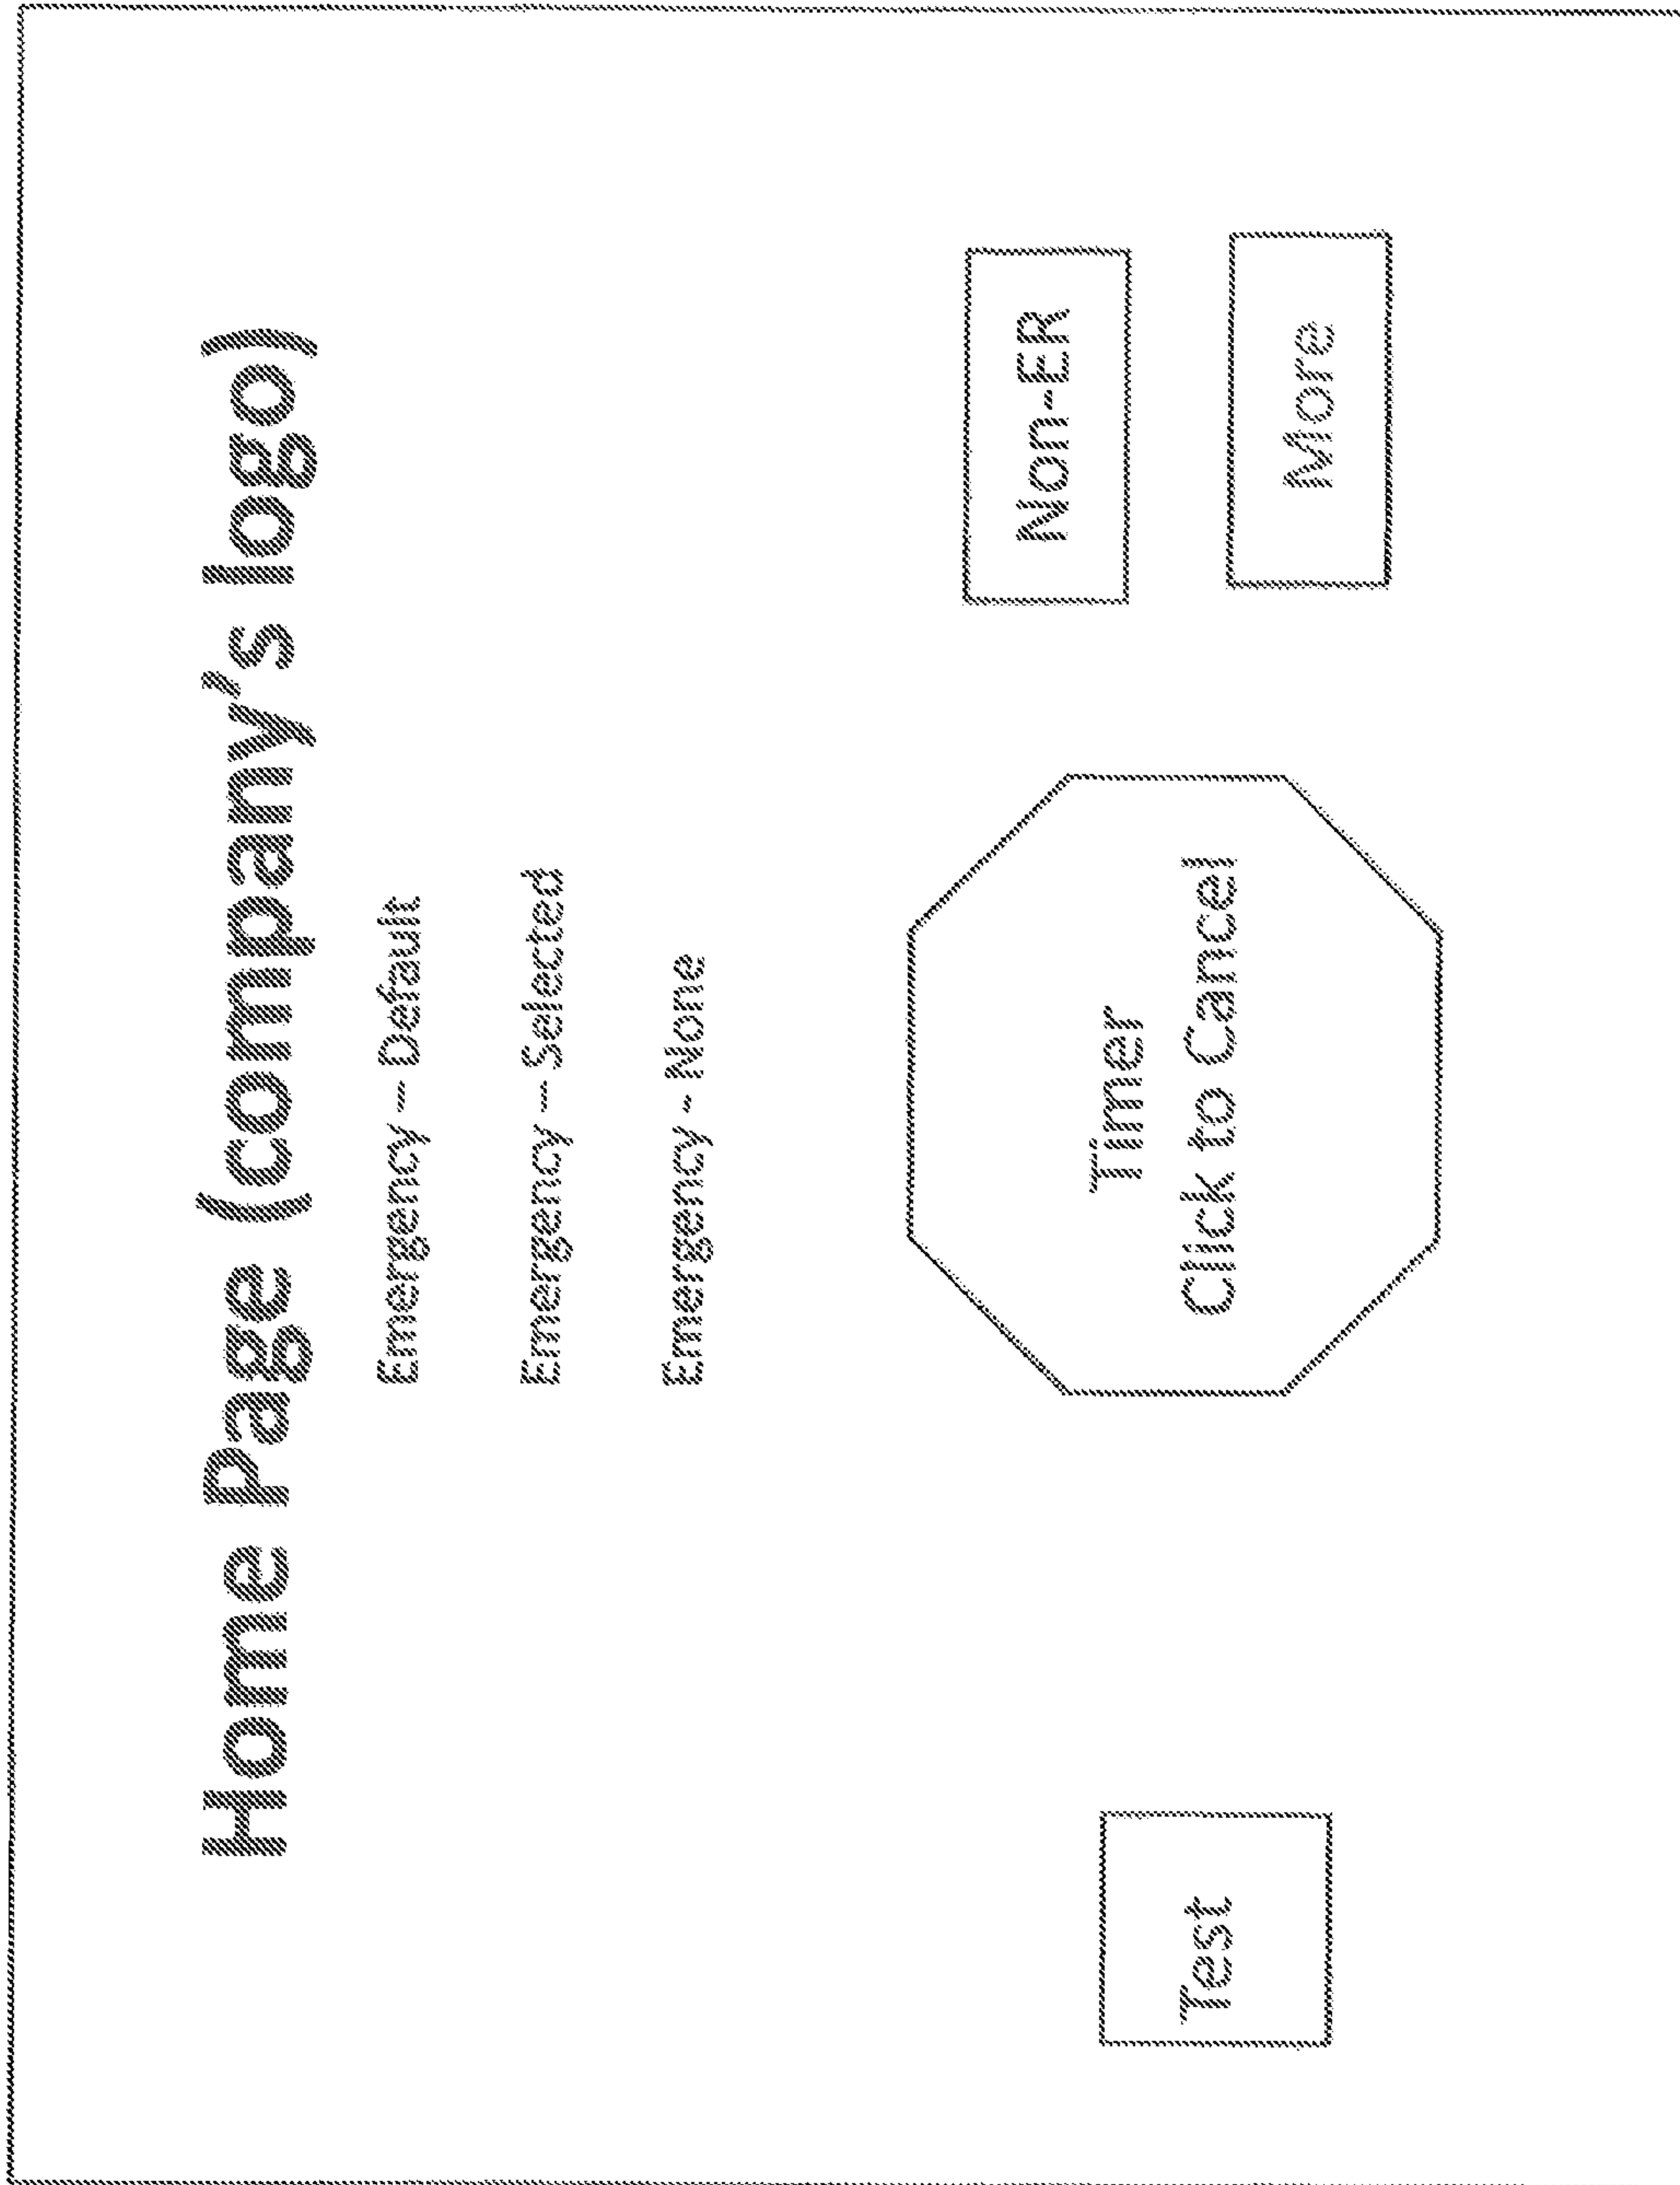 Home Page (company's logo)
Emergency – Default
Emergency – Selected
Emergency - None
Test
Timer
Click to Cancel
Non-ER
More